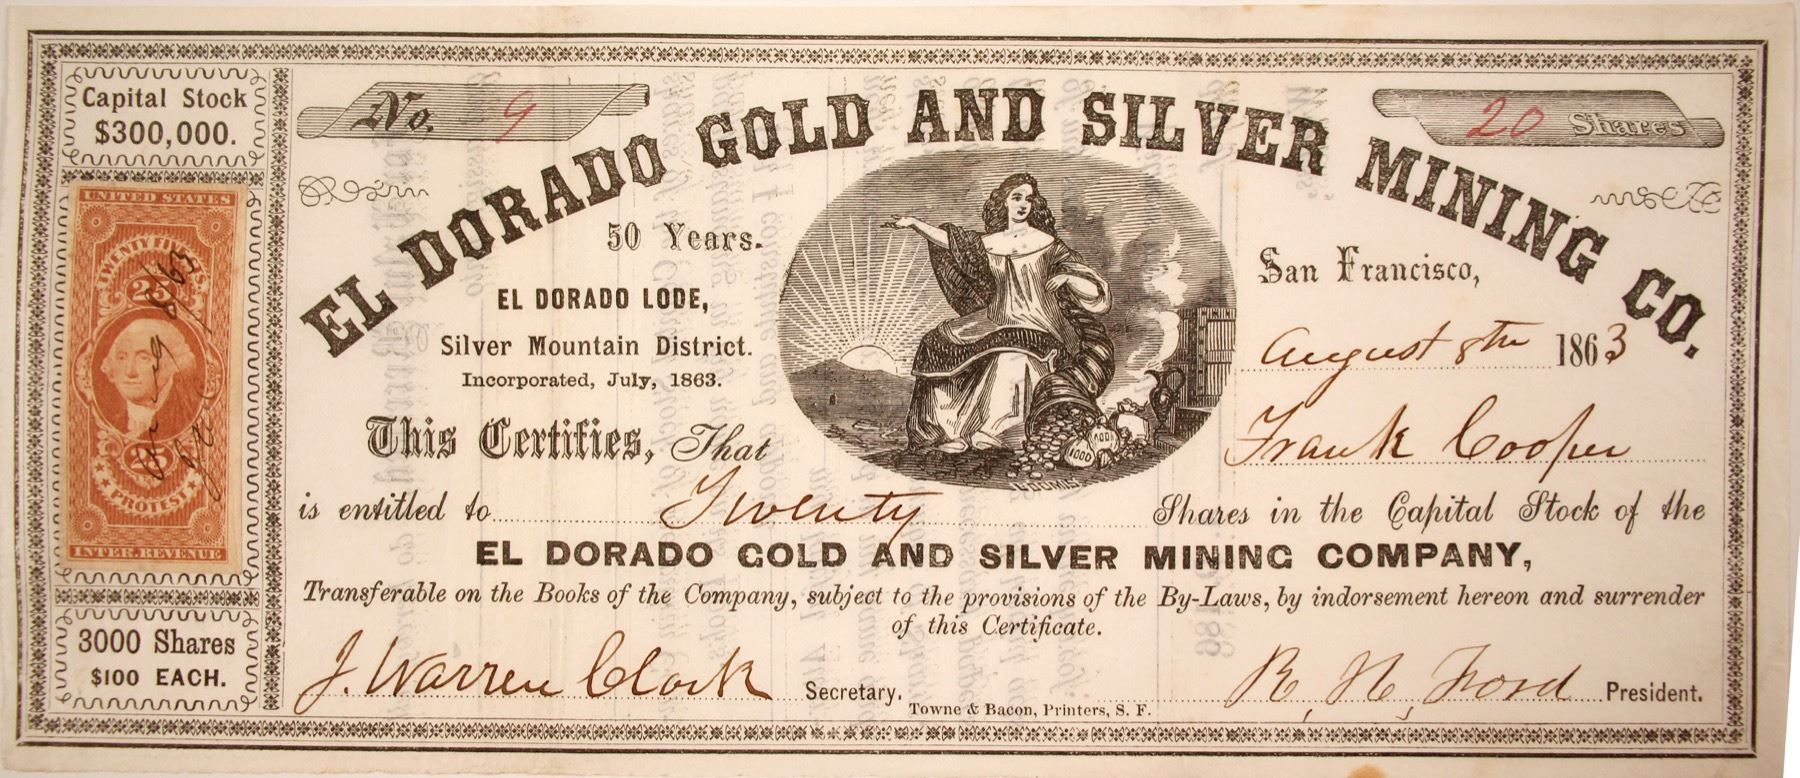 Capital Stock
$300,000.
No. 9
20 Shares
EL DORADO GOLD AND SILVER MINING CO.
50 Years.
EL DORADO LODE,
Silver Mountain District.
Incorporated, July, 1863.
San Francisco,
August 8th 1863
This Certifies, That
Frank Cooper
is entitled to Twenty Shares in the Capital Stock of the
EL DORADO GOLD AND SILVER MINING COMPANY,
Transferable on the Books of the Company, subject to the provisions of the By-Laws, by indorsement hereon and surrender
of this Certificate.
J. Warren Clark Secretary.
R. N. Ford President.
Towne & Bacon, Printers, S. F.
UNITED STATES
TWENTY FIVE CTS.
25
25
PROTEST
INTER. REVENUE
3000 Shares
$100 EACH.
1000
1000